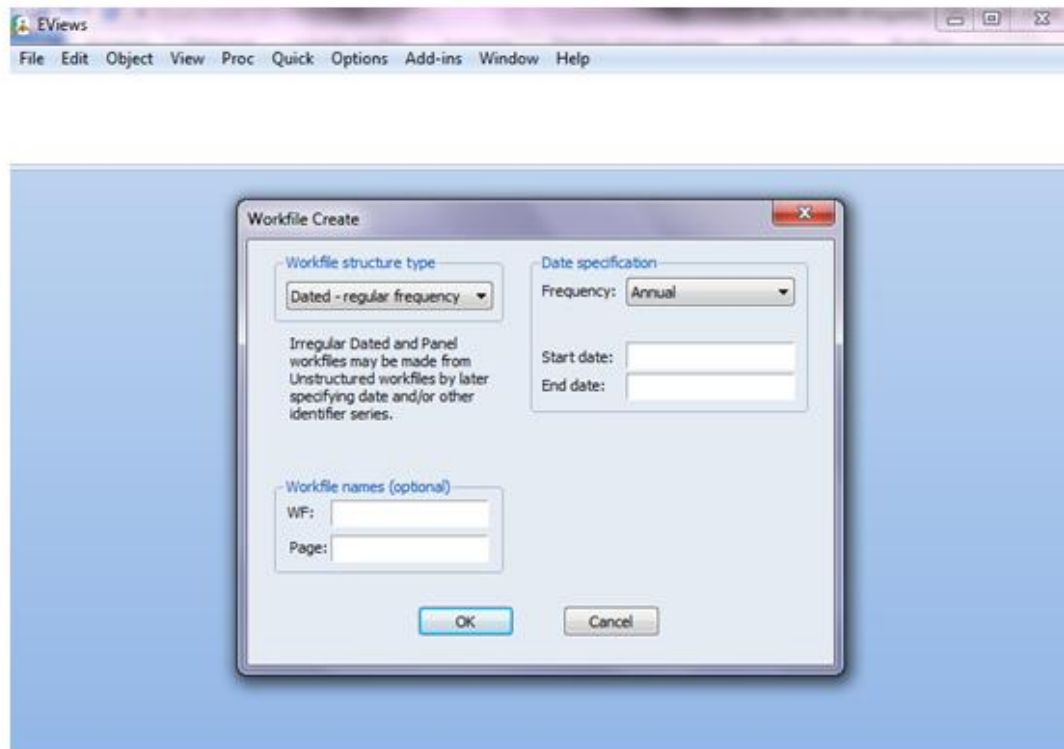 EViews
File Edit Object View Proc Quick Options Add-ins Window Help
Workfile Create
Workfile structure type
Dated - regular frequency
Irregular Dated and Panel
workfiles may be made from
Unstructured workfiles by later
specifying date and/or other
identifier series.
Date specification
Frequency: Annual
Start date:
End date:
Workfile names (optional)
WF:
Page:
OK Cancel